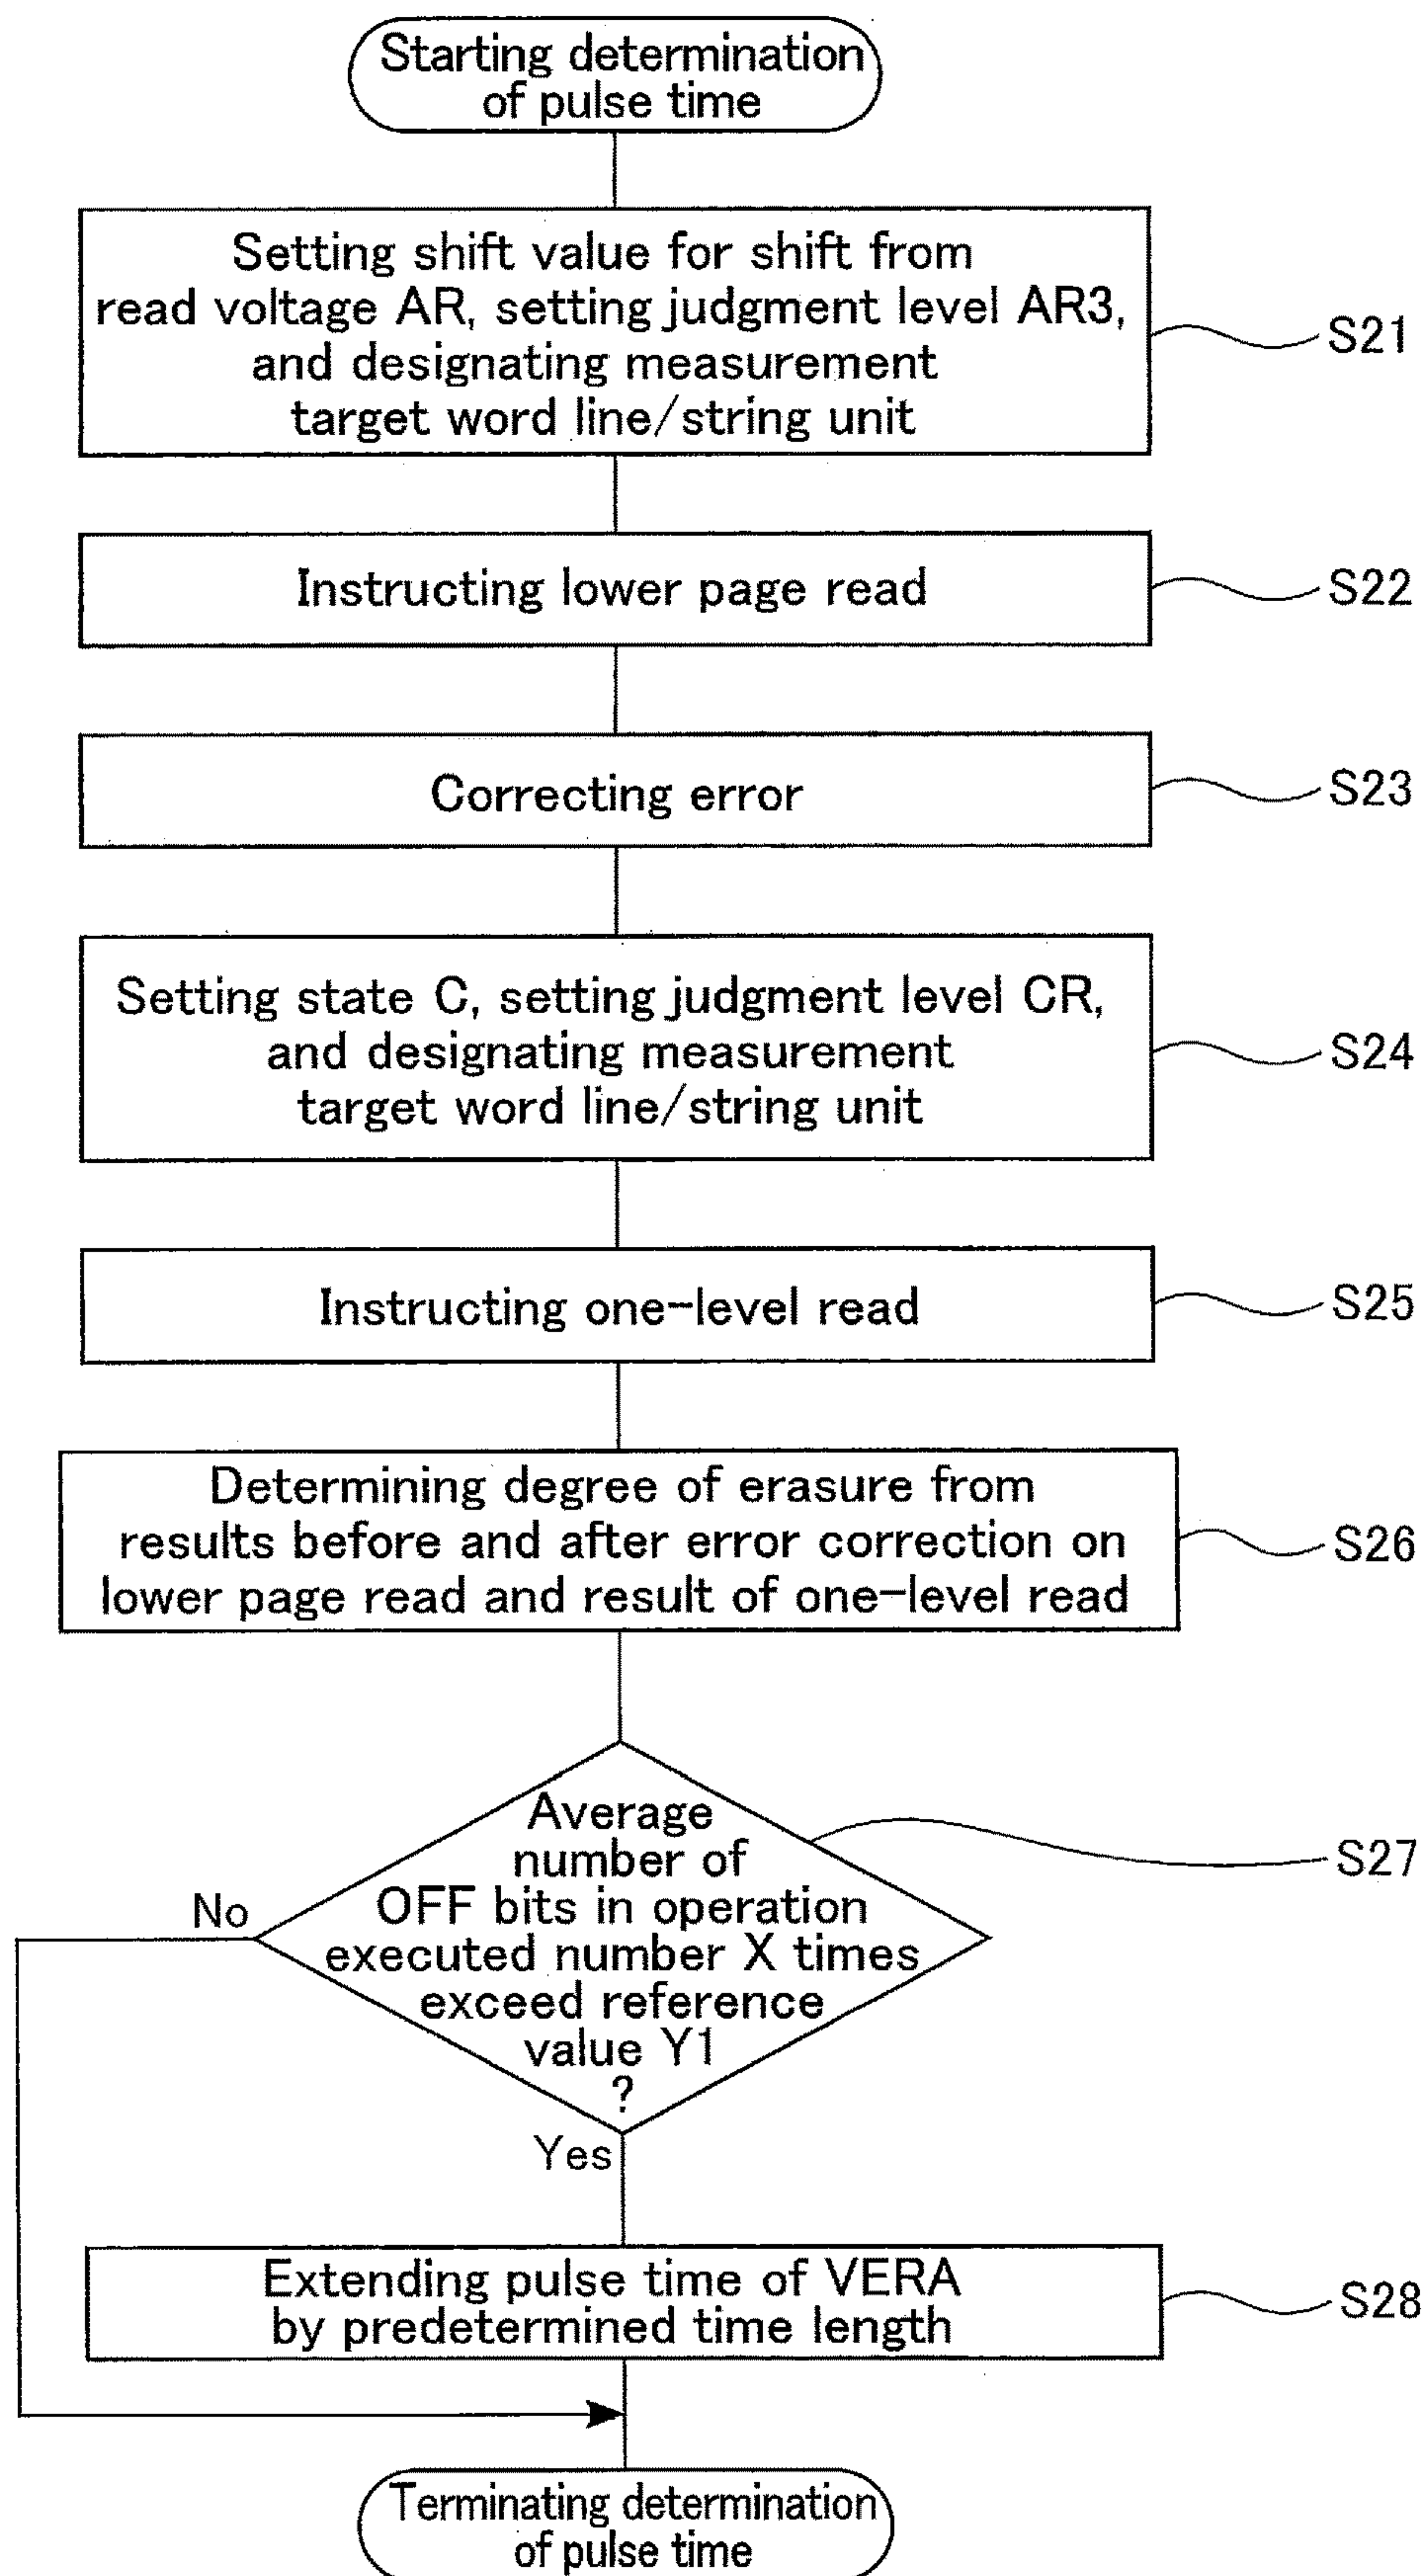 Starting determination
of pulse time
Setting shift value for shift from
read voltage AR, setting judgment level AR3,
and designating measurement
target word line/string unit
S21
Instructing lower page read
S22
Correcting error
S23
Setting state C, setting judgment level CR,
and designating measurement
target word line/string unit
S24
Instructing one-level read
S25
Determining degree of erasure from
results before and after error correction on
lower page read and result of one-level read
S26
Average
number of
OFF bits in operation
executed number X times
exceed reference
value Y1
?
S27
No
Yes
Extending pulse time of VERA
by predetermined time length
S28
Terminating determination
of pulse time